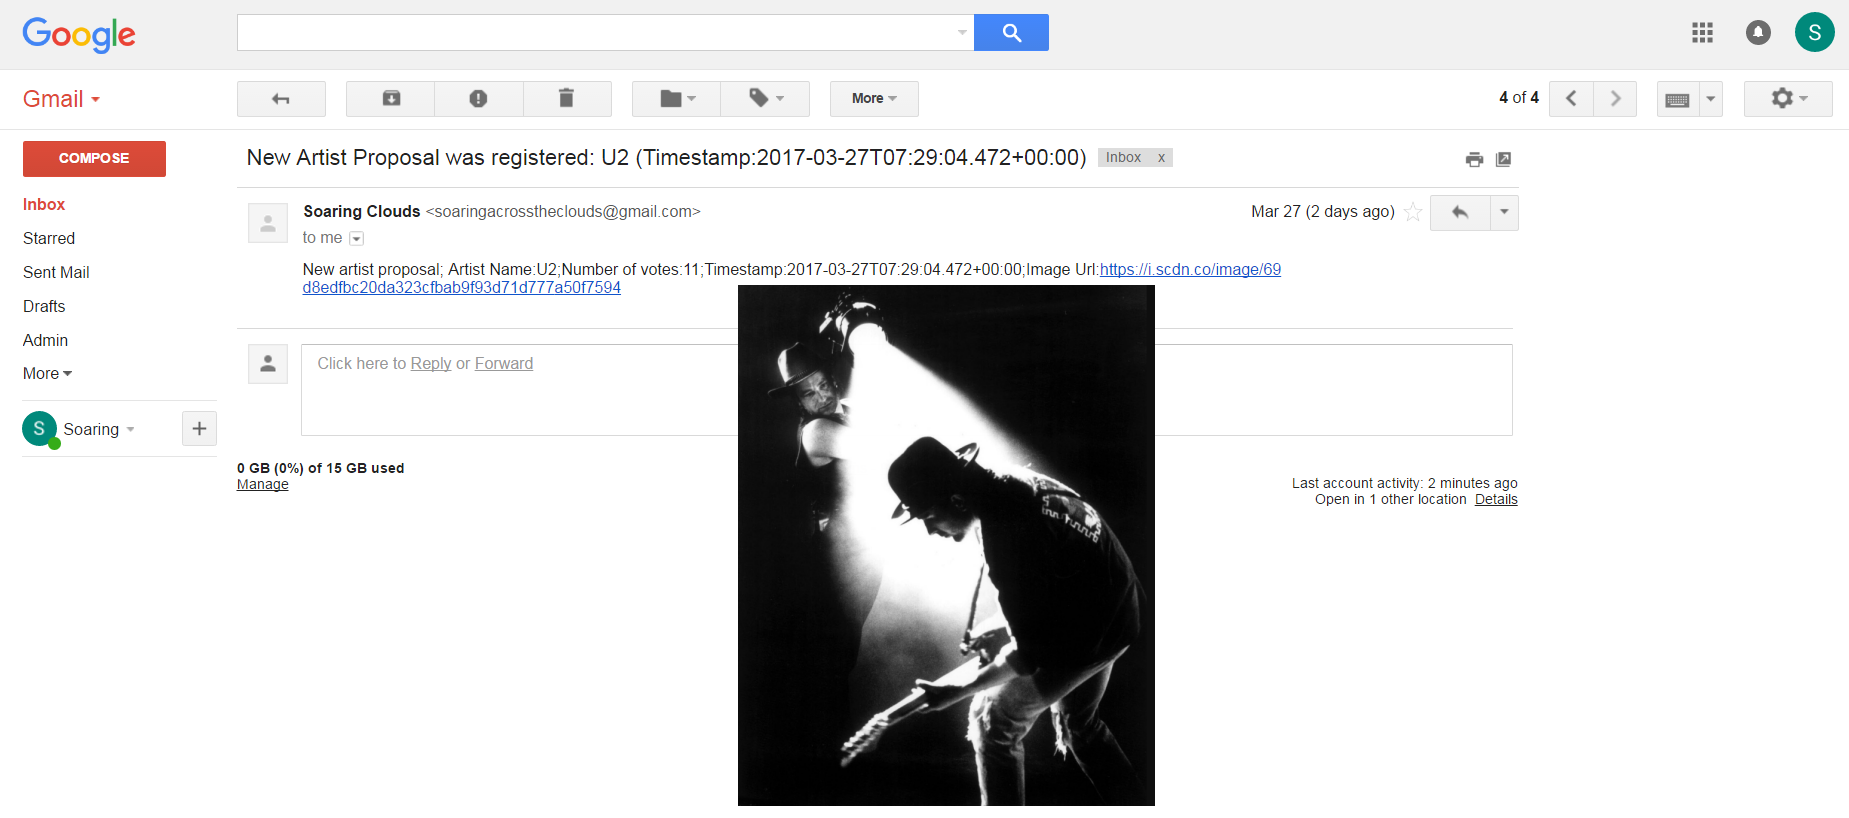 Google
S
Gmail
More
4 of 4
COMPOSE
New Artist Proposal was registered: U2 (Timestamp:2017-03-27T07:29:04.472+00:00)
Inbox x
Inbox
Starred
Sent Mail
Drafts
Admin
More
S Soaring
Soaring Clouds <soaringacrosstheclouds@gmail.com>
Mar 27 (2 days ago)
to me
New artist proposal; Artist Name:U2;Number of votes:11;Timestamp:2017-03-27T07:29:04.472+00:00;Image Url:https://i.scdn.co/image/69
d8edfbc20da323cfbab9f93d71d777a50f7594
Click here to Reply or Forward
0 GB (0%) of 15 GB used
Manage
Last account activity: 2 minutes ago
Open in 1 other location Details